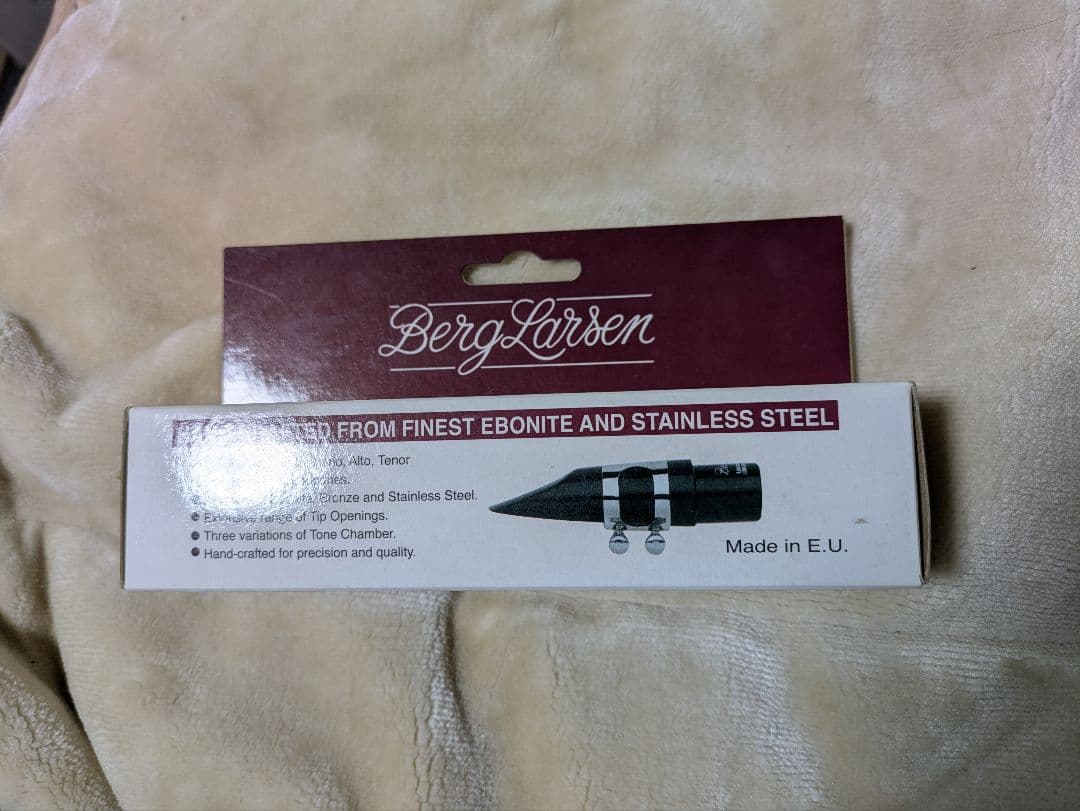 Berg Larsen
FROM FINEST EBONITE AND STAINLESS STEEL
Alto, Tenor
Bronze and Stainless Steel.
● Extensive range of Tip Openings.
● Three variations of Tone Chamber.
● Hand-crafted for precision and quality.
Made in E.U.